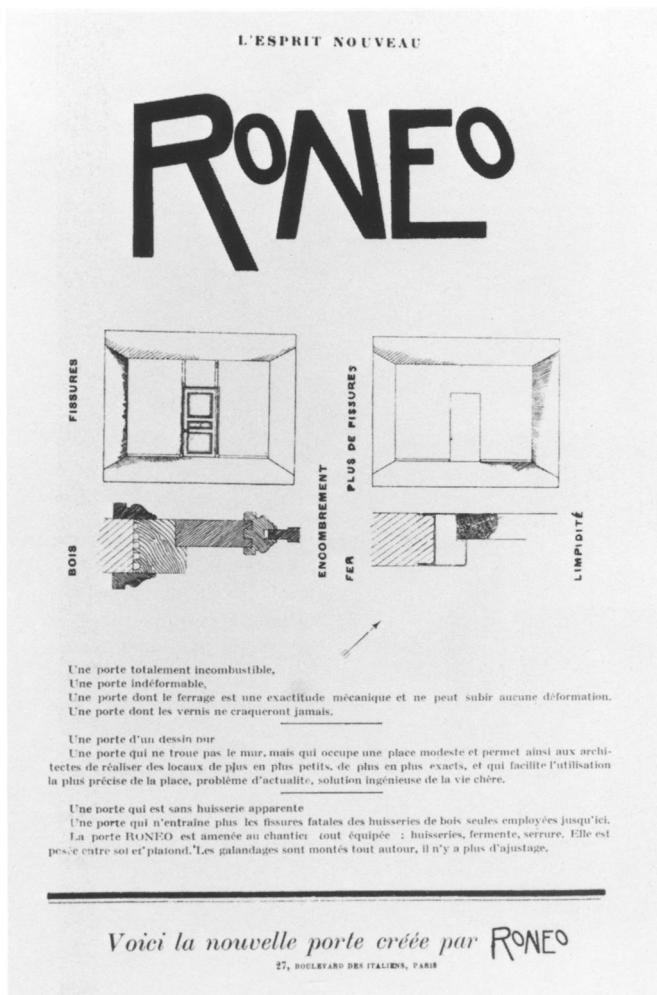 L'ESPRIT NOUVEAU
RONEO
FISSURES
BOIS
ENCOMBREMENT
PLUS DE FISSURES
FER
LIMPIDITÉ
Une porte totalement incombustible,
Une porte indéformable,
Une porte dont le ferrage est une exactitude mécanique et ne peut subir aucune déformation.
Une porte dont les vernis ne craqueront jamais.
Une porte d'un dessin pur
Une porte qui ne troue pas le mur, mais qui occupe une place modeste et permet ainsi aux archi-
tectes de réaliser des locaux de plus en plus petits, de plus en plus exacts, et qui facilite l'utilisation
la plus précise de la place, problème d'actualité, solution ingénieuse de la vie chère.
Une porte qui est sans huisserie apparente
Une porte qui n'entraîne plus les fissures fatales des huisseries de bois seules employées jusqu'ici.
La porte RONEO est amenée au chantier tout équipée : huisseries, fermente, serrure. Elle est
posée entre sol et plafond. Les galandages sont montés tout autour, il n'y a plus d'ajustage.
Voici la nouvelle porte créée par RONEO
27, BOULEVARD DES ITALIENS, PARIS